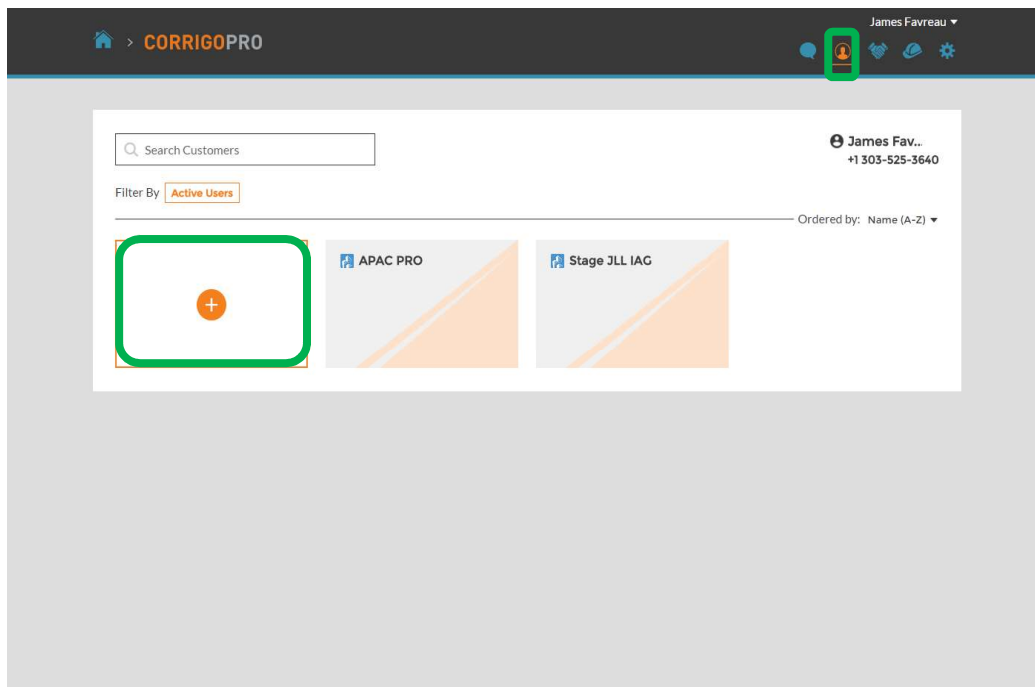 James Favreau
> CORRIGOPRO
Search Customers
James Fav...
+1 303-525-3640
Filter By Active Users
Ordered by: Name (A-Z)
+
APAC PRO
Stage JLL IAG